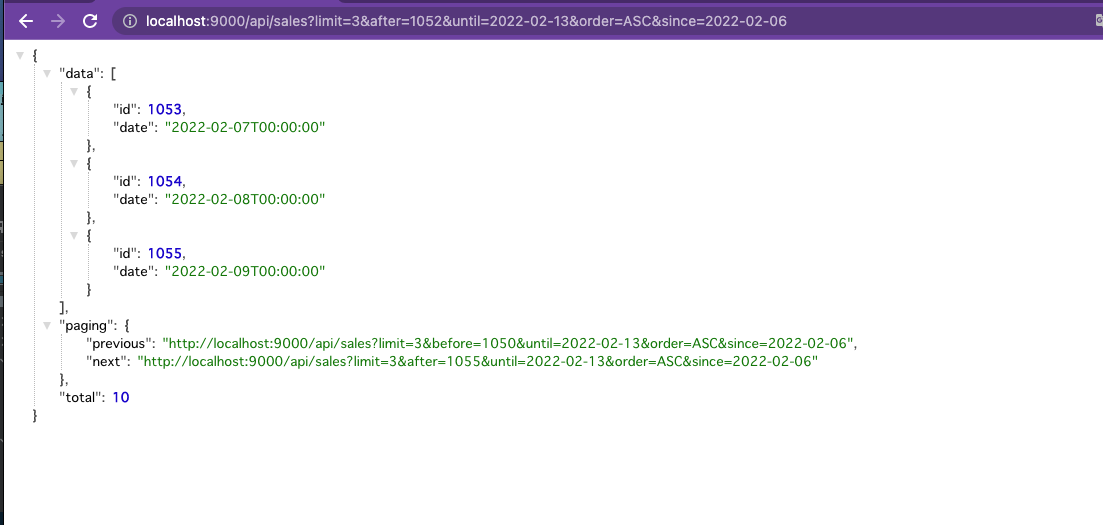 localhost:9000/api/sales?limit=3&after=1052&until=2022-02-13&order=ASC&since=2022-02-06
{
"data": [
{
"id": 1053,
"date": "2022-02-07T00:00:00"
},
{
"id": 1054,
"date": "2022-02-08T00:00:00"
},
{
"id": 1055,
"date": "2022-02-09T00:00:00"
}
],
"paging": {
"previous": "http://localhost:9000/api/sales?limit=3&before=1050&until=2022-02-13&order=ASC&since=2022-02-06",
"next": "http://localhost:9000/api/sales?limit=3&after=1055&until=2022-02-13&order=ASC&since=2022-02-06"
},
"total": 10
}